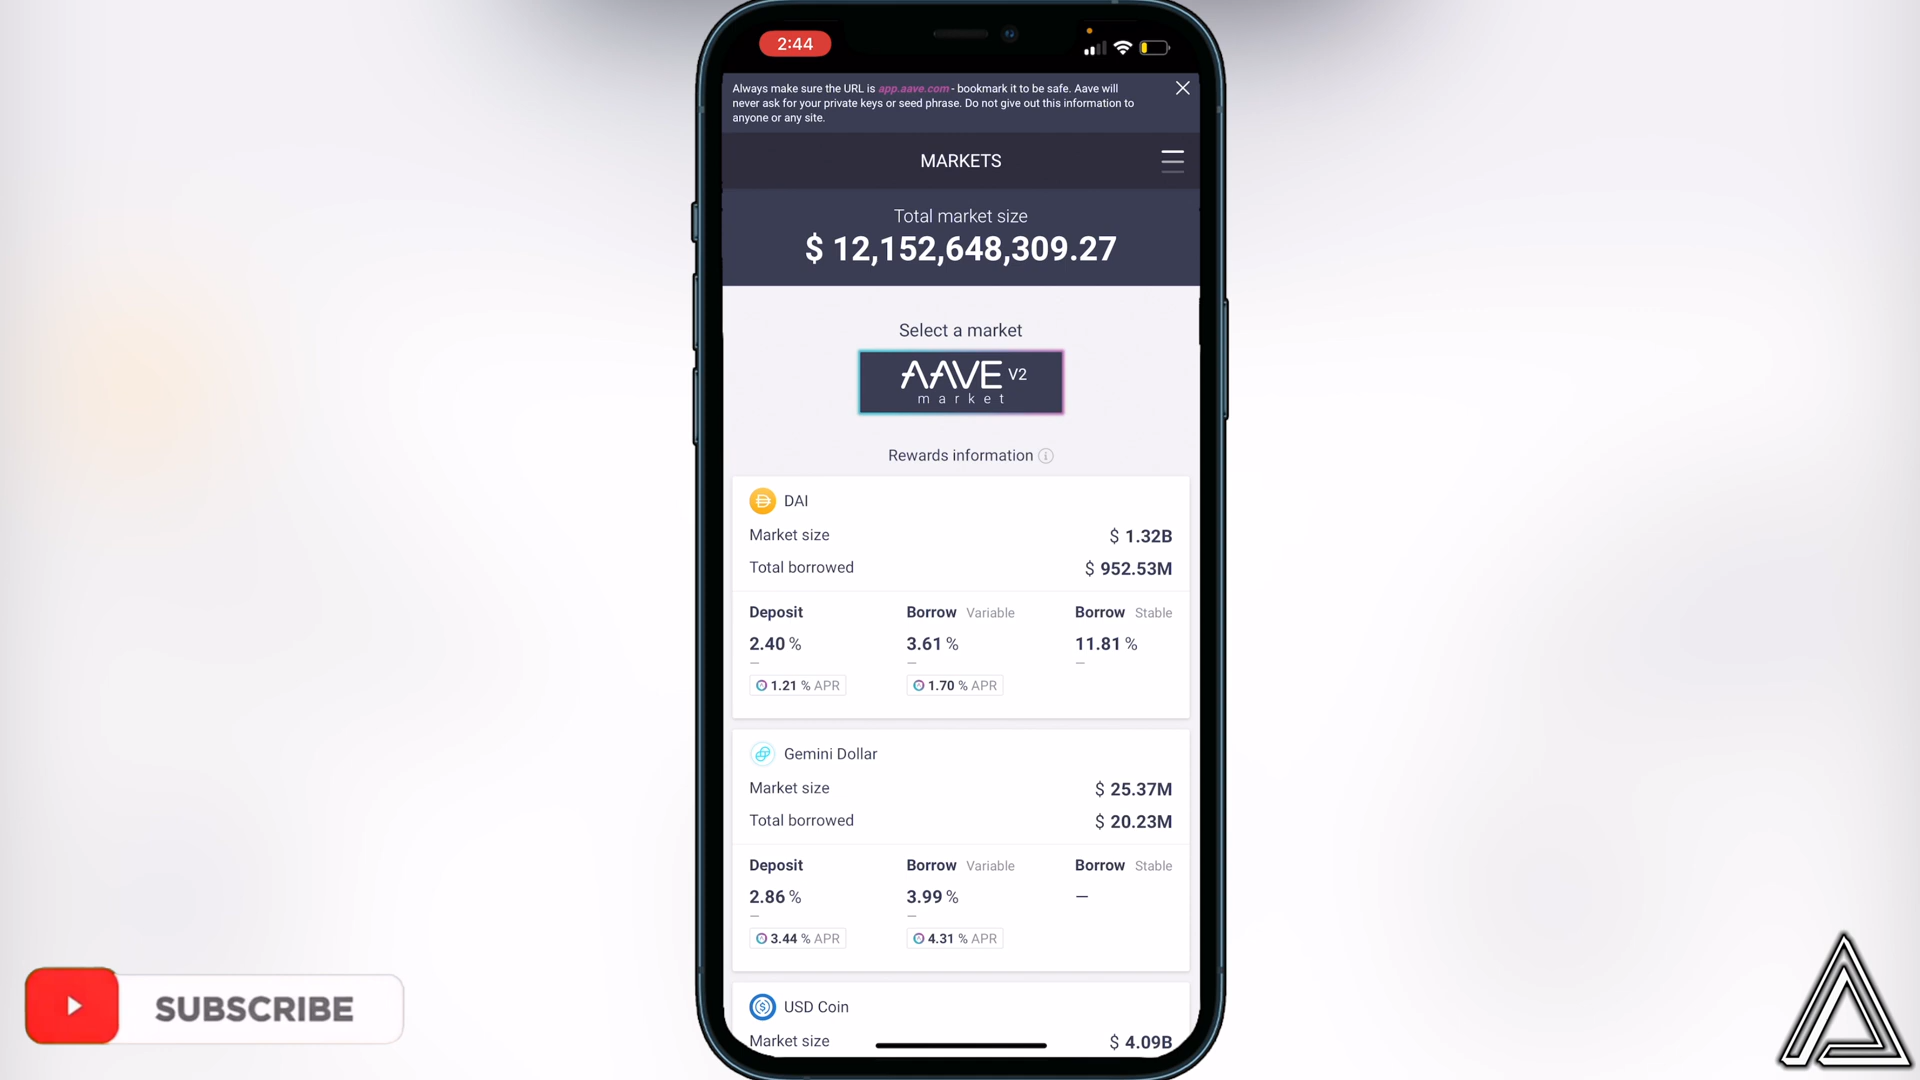 2:44
Always make sure the URL is app.aave.com - bookmark it to be safe. Aave will
never ask for your private keys or seed phrase. Do not give out this information to
anyone or any site.
MARKETS
Total market size
$ 12,152,648,309.27
Select a market
AAVE V2
market
Rewards information
DAI
Market size $ 1.32B
Total borrowed $ 952.53M
Deposit Borrow Variable Borrow Stable
2.40 % 3.61 % 11.81 %
— — —
1.21 % APR 1.70 % APR
Gemini Dollar
Market size $ 25.37M
Total borrowed $ 20.23M
Deposit Borrow Variable Borrow Stable
2.86 % 3.99 % —
— —
3.44 % APR 4.31 % APR
USD Coin
Market size $ 4.09B
SUBSCRIBE